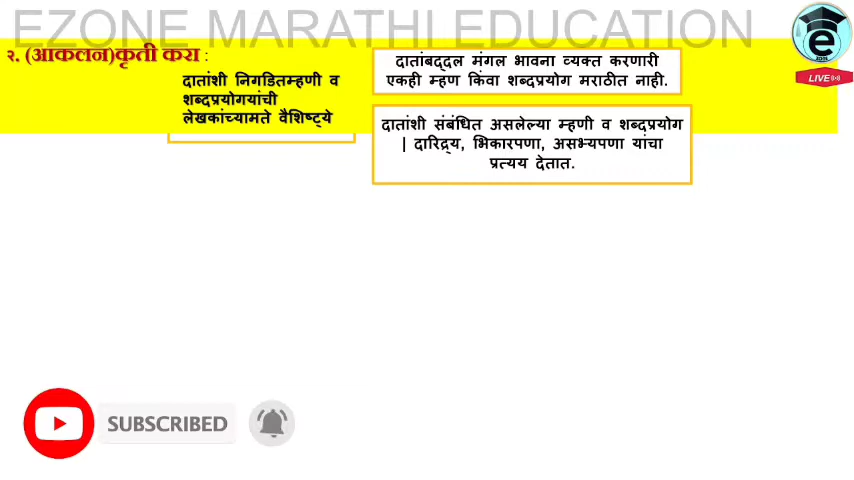 EZONE MARATHI EDUCATION
२. (आकलन)कृती करा :
दातांशी निगडितम्हणी व
शब्दप्रयोगयांची
लेखकांच्यामते वैशिष्ट्ये
दातांबद्दल मंगल भावना व्यक्त करणारी
एकही म्हण किंवा शब्दप्रयोग मराठीत नाही.
दातांशी संबंधित असलेल्या म्हणी व शब्दप्रयोग
| दारिद्र्य, भिकारपणा, असभ्यपणा यांचा
प्रत्यय देतात.
e
LIVE
SUBSCRIBED